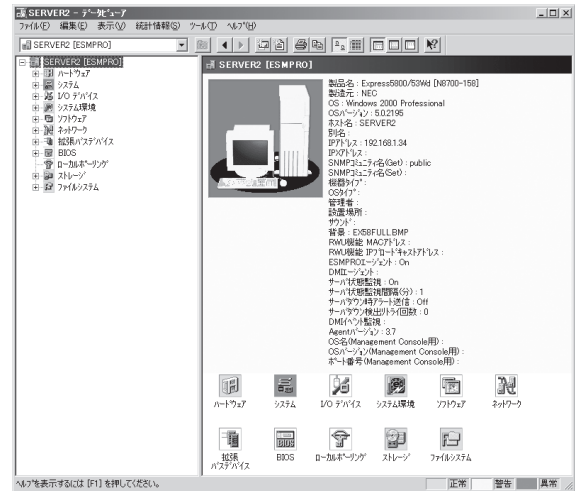 SERVER2 - ﾃﾞｰﾀﾋﾞｭｰｱ
ﾌｧｲﾙ(F) 編集(E) 表示(V) 統計情報(S) ﾂｰﾙ(T) ﾍﾙﾌﾟ(H)
SERVER2 [ESMPRO]
SERVER2 [ESMPRO]
ﾊｰﾄﾞｳｪｱ
ｼｽﾃﾑ
I/O ﾃﾞﾊﾞｲｽ
ｼｽﾃﾑ環境
ｿﾌﾄｳｪｱ
ﾈｯﾄﾜｰｸ
拡張ﾊﾞｽﾃﾞﾊﾞｲｽ
BIOS
ﾛｰｶﾙﾎﾟｰﾘﾝｸﾞ
ｽﾄﾚｰｼﾞ
ﾌｧｲﾙｼｽﾃﾑ
SERVER2 [ESMPRO]
製品名 : Express5800/53Wd [N8700-158]
製造元 : NEC
OS : Windows 2000 Professional
OSﾊﾞｰｼﾞｮﾝ : 5.0.2195
ﾎｽﾄ名 : SERVER2
別名 :
IPｱﾄﾞﾚｽ : 192.168.1.34
IPXｱﾄﾞﾚｽ :
SNMPｺﾐｭﾆﾃｨ名(Get) : public
SNMPｺﾐｭﾆﾃｨ名(Set) :
機器ﾀｲﾌﾟ :
OSﾀｲﾌﾟ :
管理者 :
設置場所 :
ｻｳﾝﾄﾞ :
背景 : EX58FULL.BMP
RWU機能 MACｱﾄﾞﾚｽ :
RWU機能 IPﾌﾞﾛｰﾄﾞｷｬｽﾄｱﾄﾞﾚｽ :
ESMPROｴｰｼﾞｪﾝﾄ : On
DMIｴｰｼﾞｪﾝﾄ :
ｻｰﾊﾞ状態監視 : On
ｻｰﾊﾞ状態監視間隔(分) : 1
ｻｰﾊﾞﾀﾞｳﾝ時ｱﾗｰﾄ送信 : Off
ｻｰﾊﾞﾀﾞｳﾝ検出ﾘﾄﾗｲ回数 : 0
DMIｲﾍﾞﾝﾄ監視 :
Agentﾊﾞｰｼﾞｮﾝ : 3.7
OS名(Management Console用) :
OSﾊﾞｰｼﾞｮﾝ(Management Console用) :
ﾎﾟｰﾄ番号(Management Console用) :
ﾊｰﾄﾞｳｪｱ ｼｽﾃﾑ I/O ﾃﾞﾊﾞｲｽ ｼｽﾃﾑ環境 ｿﾌﾄｳｪｱ ﾈｯﾄﾜｰｸ
拡張
ﾊﾞｽﾃﾞﾊﾞｲｽ BIOS ﾛｰｶﾙﾎﾟｰﾘﾝｸﾞ ｽﾄﾚｰｼﾞ ﾌｧｲﾙｼｽﾃﾑ
ﾍﾙﾌﾟを表示するには [F1] を押してください。 正常 警告 異常